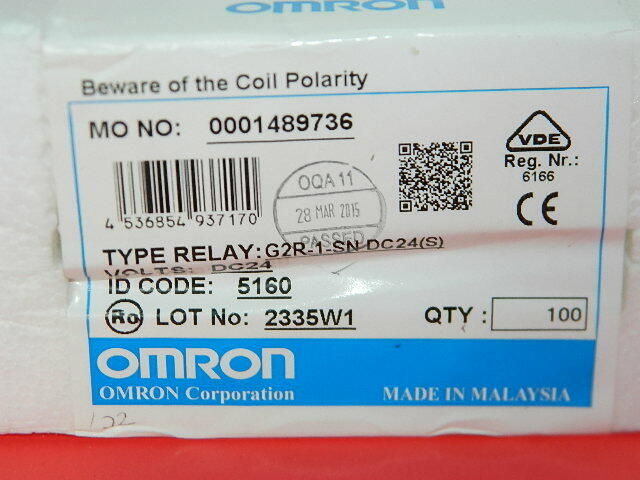 OMRON
Beware of the Coil Polarity
MO NO: 0001489736
VDE
Reg. Nr.:
6166
4 536854 937170
OQA 11
28 MAR 2015
PASSED
CE
TYPE RELAY: G2R-1-SN DC24(S)
VOLTS: DC24
ID CODE: 5160
Ro LOT No: 2335W1
QTY : 100
OMRON
OMRON Corporation
MADE IN MALAYSIA
122